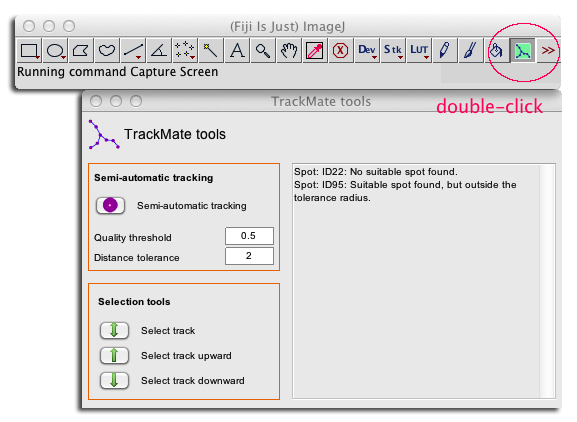 (Fiji Is Just) ImageJ
A Dev Stk LUT >>
Running command Capture Screen
double-click
TrackMate tools
TrackMate tools
Semi-automatic tracking
Semi-automatic tracking
Quality threshold 0.5
Distance tolerance 2
Spot: ID22: No suitable spot found.
Spot: ID95: Suitable spot found, but outside the
tolerance radius.
Selection tools
Select track
Select track upward
Select track downward